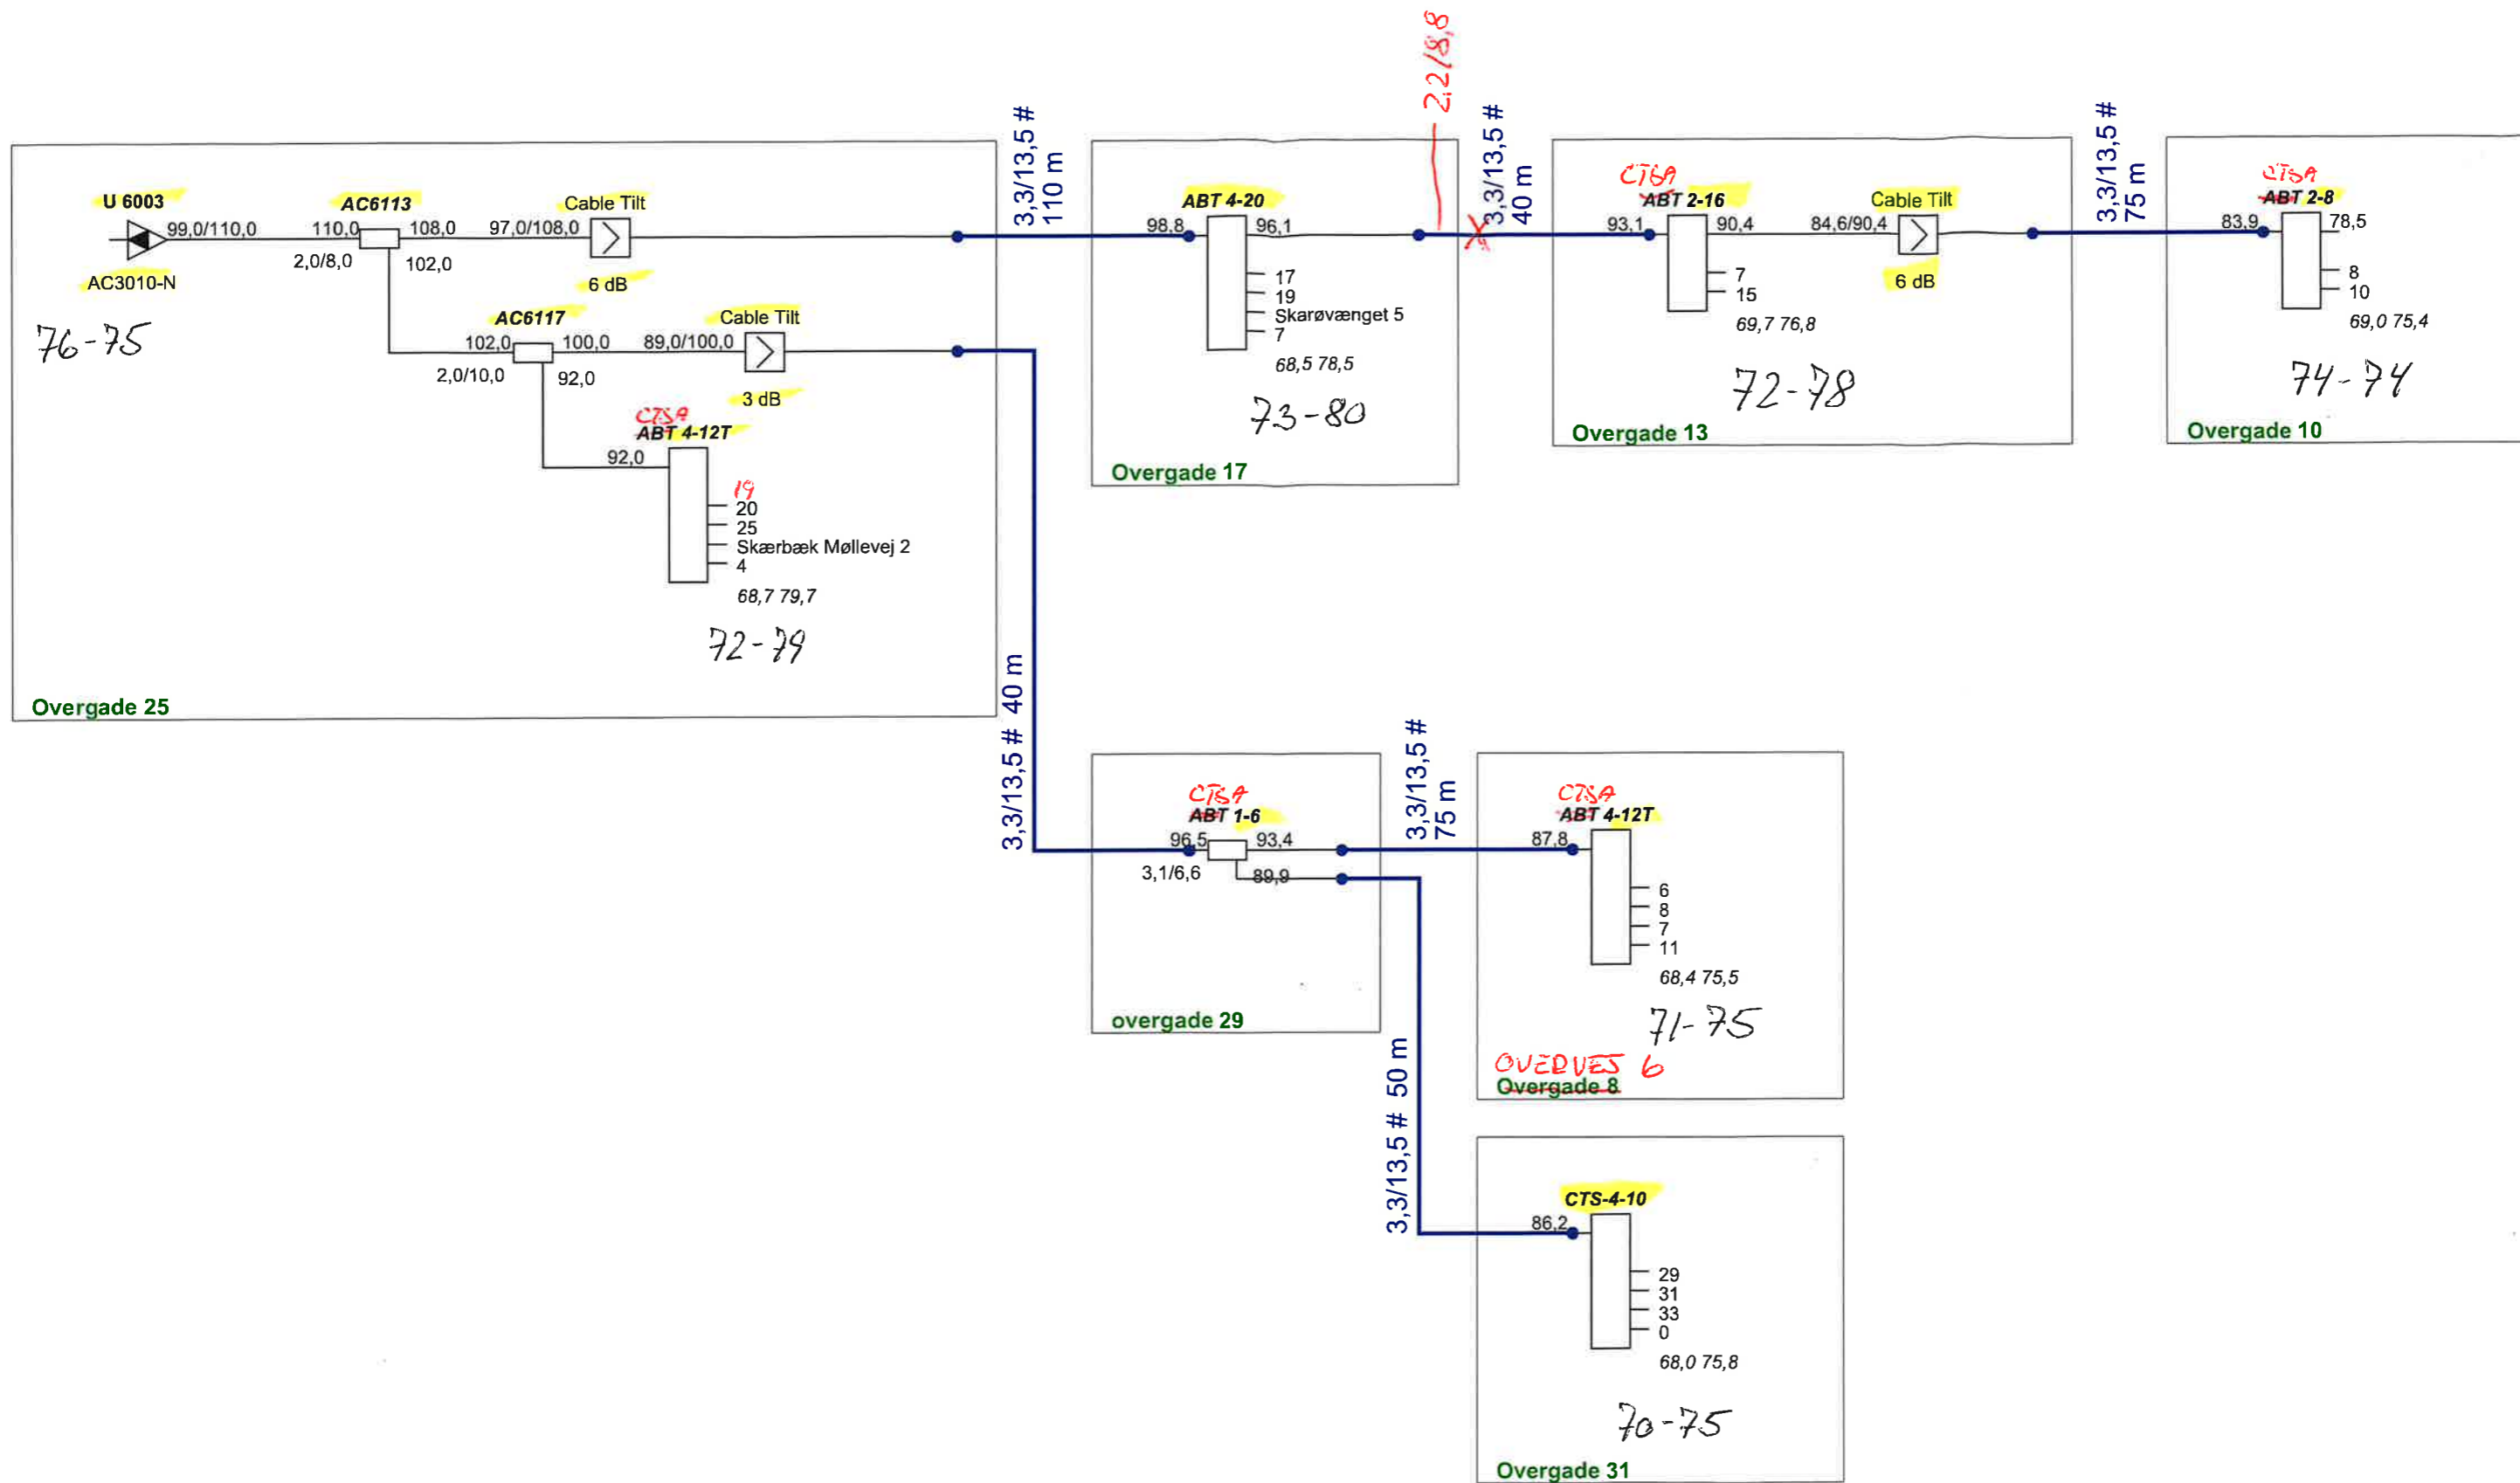 U 6003
99,0/110,0
AC3010-N
76-75
AC6113
110,0
108,0
2,0/8,0
102,0
97,0/108,0
Cable Tilt
6 dB
AC6117
102,0
100,0
2,0/10,0
92,0
89,0/100,0
Cable Tilt
3 dB
CTSA
ABT 4-12T
92,0
19
20
25
Skærbæk Møllevej 2
4
68,7 79,7
72-79
Overgade 25
3,3/13,5 #
110 m
ABT 4-20
98,8
96,1
17
19
Skarøvænget 5
7
68,5 78,5
73-80
Overgade 17
2,2/8,8
3,3/13,5 #
40 m
CTSA
ABT 2-16
93,1
90,4
7
15
69,7 76,8
72-78
84,6/90,4
Cable Tilt
6 dB
Overgade 13
3,3/13,5 #
75 m
CTSA
ABT 2-8
83,9
78,5
8
10
69,0 75,4
74-74
Overgade 10
3,3/13,5 # 40 m
CTSA
ABT 1-6
96,5
93,4
3,1/6,6
89,9
overgade 29
3,3/13,5 #
75 m
CTSA
ABT 4-12T
87,8
6
8
7
11
68,4 75,5
71-75
OVERVEJ 6
Overgade 8
3,3/13,5 # 50 m
CTS-4-10
86,2
29
31
33
0
68,0 75,8
70-75
Overgade 31